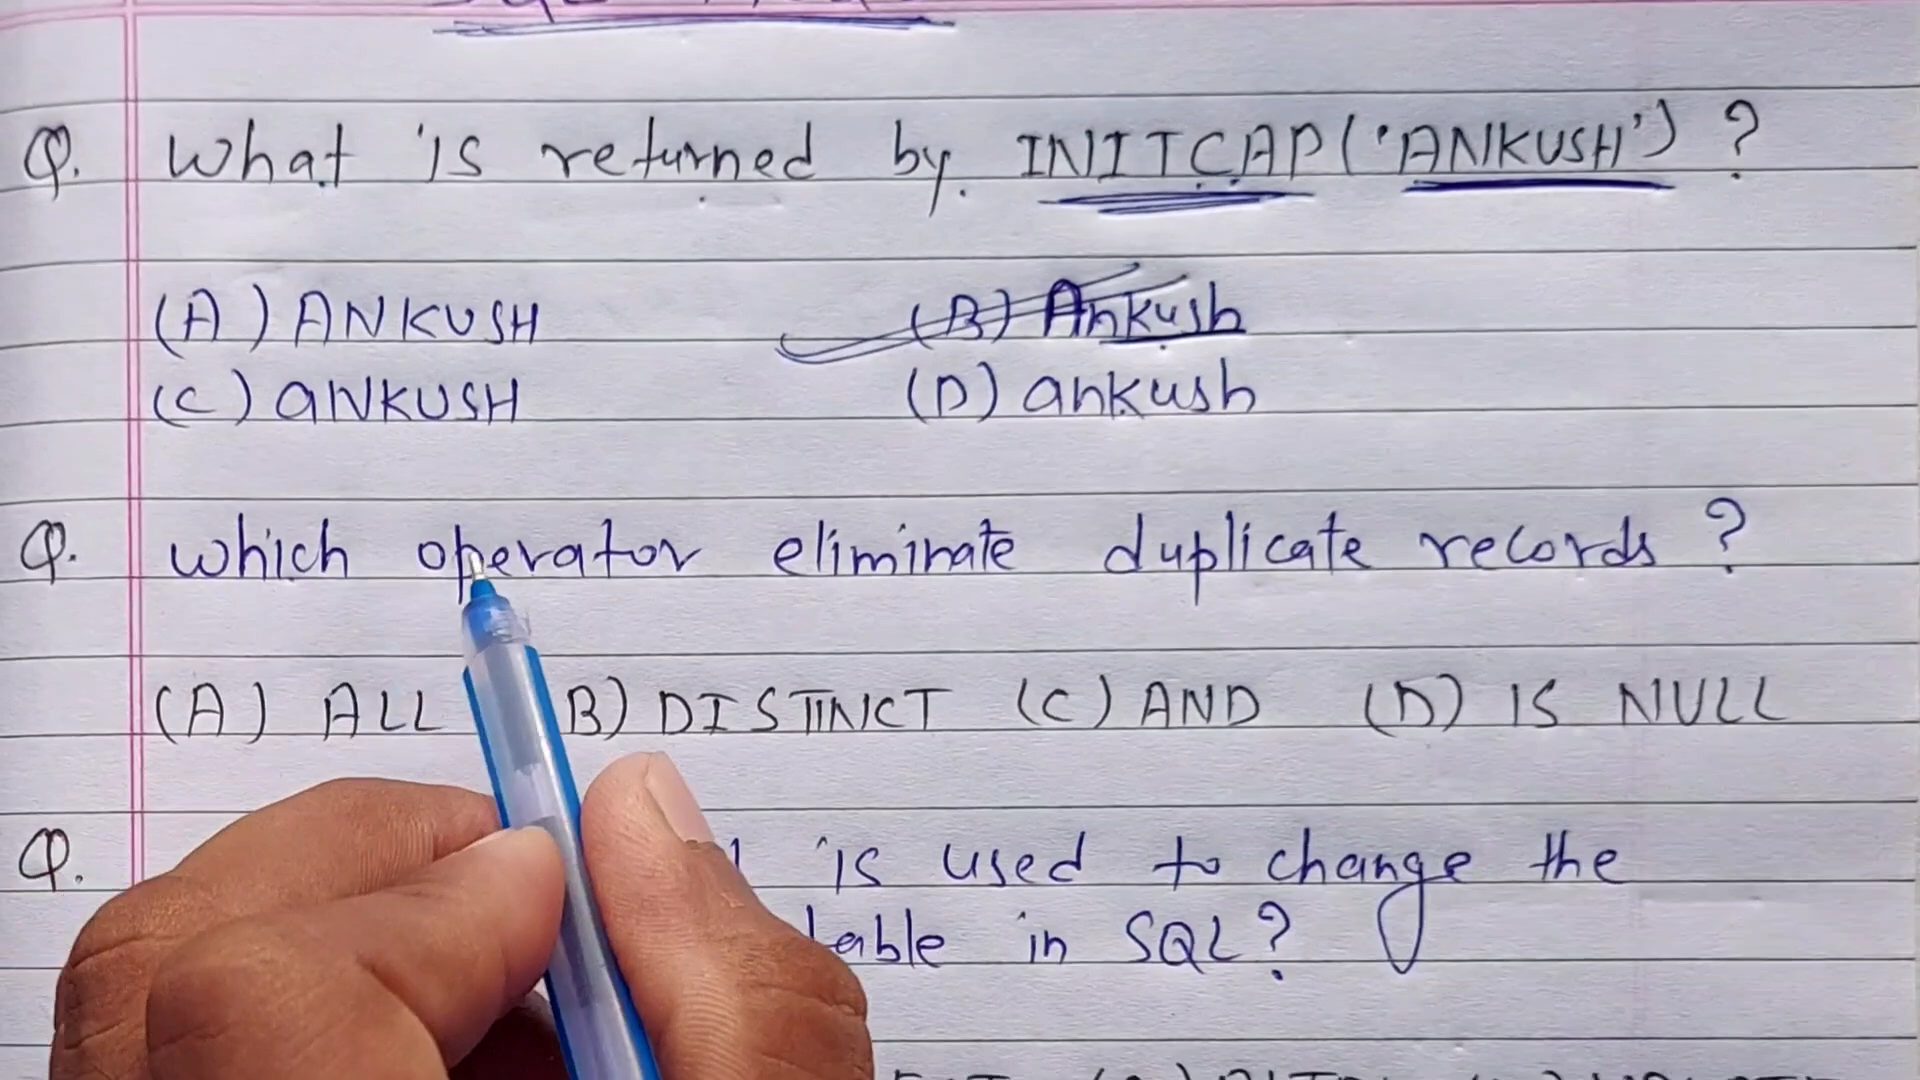 Q. What is returned by INITCAP('ANKUSH') ?
(A) ANKUSH (B) Ankush
(C) aNKUSH (D) ankush
Q. which operator eliminate duplicate records ?
(A) ALL B) DISTINCT (C) AND (D) IS NULL
Q. is used to change the
table in SQL?